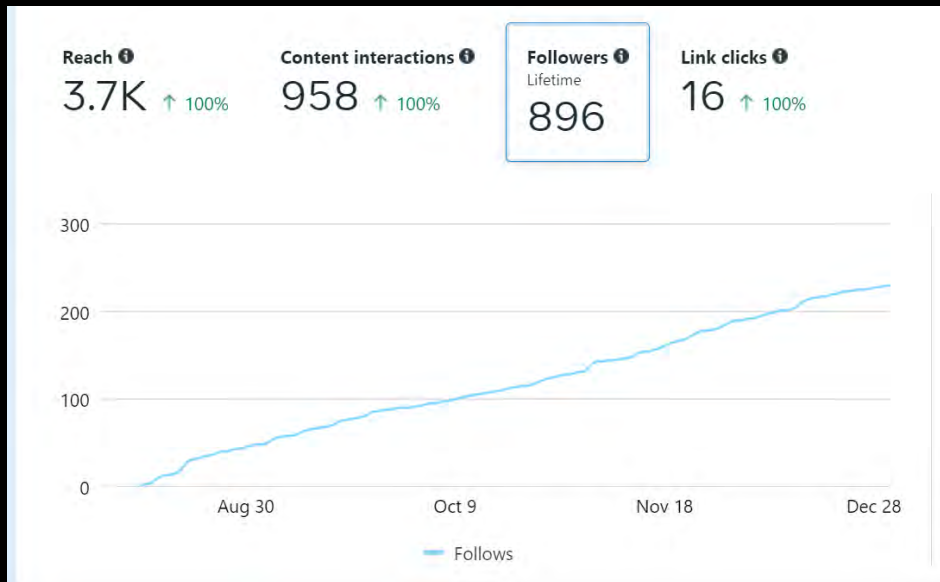 Reach
3.7K ↑ 100%
Content interactions
958 ↑ 100%
Followers
Lifetime
896
Link clicks
16 ↑ 100%
300
200
100
0
Aug 30 Oct 9 Nov 18 Dec 28
Follows